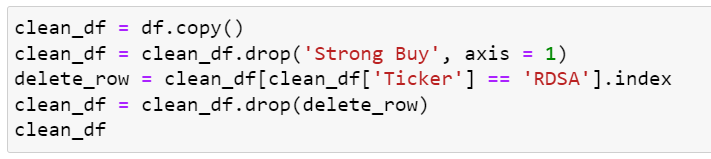 clean_df = df.copy()
clean_df = clean_df.drop('Strong Buy', axis = 1)
delete_row = clean_df[clean_df['Ticker'] == 'RDSA'].index
clean_df = clean_df.drop(delete_row)
clean_df